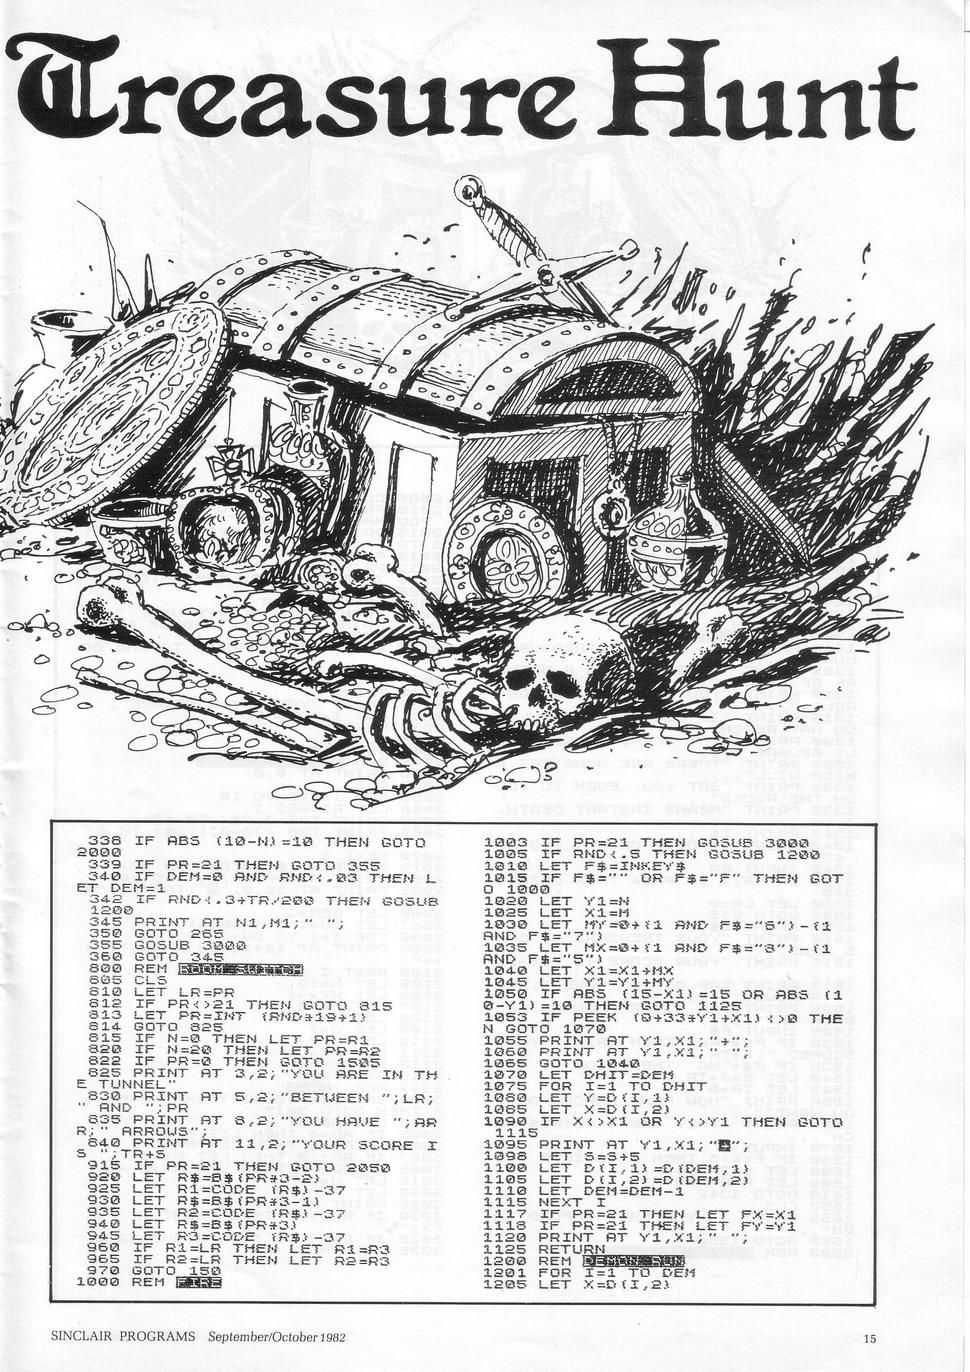 Treasure Hunt
338 IF ABS (10-N)=10 THEN GOTO
2000
339 IF PR=21 THEN GOTO 355
340 IF DEM=0 AND RND<.03 THEN L
ET DEM=1
342 IF RND<.3+TR/200 THEN GOSUB
1200
345 PRINT AT N1,M1;" ";
350 GOTO 265
355 GOSUB 3000
360 GOTO 345
800 REM ROOM SWITCH
805 CLS
810 LET LR=PR
812 IF PR<>21 THEN GOTO 815
813 LET PR=INT (RND*19+1)
814 GOTO 825
815 IF N=0 THEN LET PR=R1
820 IF N=20 THEN LET PR=R2
822 IF PR=0 THEN GOTO 1505
825 PRINT AT 3,2;"YOU ARE IN TH
E TUNNEL"
830 PRINT AT 5,2;"BETWEEN ";LR;
" AND ";PR
835 PRINT AT 8,2;"YOU HAVE ";AR
R;" ARROWS";
840 PRINT AT 11,2;"YOUR SCORE I
S ";TR+S
915 IF PR=21 THEN GOTO 2050
920 LET R$=B$(PR*3-2)
925 LET R1=CODE (R$)-37
930 LET R$=B$(PR*3-1)
935 LET R2=CODE (R$)-37
940 LET R$=B$(PR*3)
945 LET R3=CODE (R$)-37
960 IF R1=LR THEN LET R1=R3
965 IF R2=LR THEN LET R2=R3
970 GOTO 150
1000 REM FIRE
1003 IF PR=21 THEN GOSUB 3000
1005 IF RND<.5 THEN GOSUB 1200
1010 LET F$=INKEY$
1015 IF F$="" OR F$="F" THEN GOT
O 1000
1020 LET Y1=N
1025 LET X1=M
1030 LET MY=0+(1 AND F$="6")-(1
AND F$="7")
1035 LET MX=0+(1 AND F$="8")-(1
AND F$="5")
1040 LET X1=X1+MX
1045 LET Y1=Y1+MY
1050 IF ABS (15-X1)=15 OR ABS (1
0-Y1)=10 THEN GOTO 1125
1053 IF PEEK (Q+33*Y1+X1)<>0 THE
N GOTO 1070
1055 PRINT AT Y1,X1;"+";
1060 PRINT AT Y1,X1;" ";
1065 GOTO 1040
1070 LET DHIT=DEM
1075 FOR I=1 TO DHIT
1080 LET Y=D(I,1)
1085 LET X=D(I,2)
1090 IF X<>X1 OR Y<>Y1 THEN GOTO
1115
1095 PRINT AT Y1,X1;"+";
1098 LET S=S+5
1100 LET D(I,1)=D(DEM,1)
1105 LET D(I,2)=D(DEM,2)
1110 LET DEM=DEM-1
1115 NEXT I
1117 IF PR=21 THEN LET FX=X1
1118 IF PR=21 THEN LET FY=Y1
1120 PRINT AT Y1,X1;" ";
1125 RETURN
1200 REM DEMON RUN
1201 FOR I=1 TO DEM
1205 LET X=D(I,2)
SINCLAIR PROGRAMS September/October 1982
15